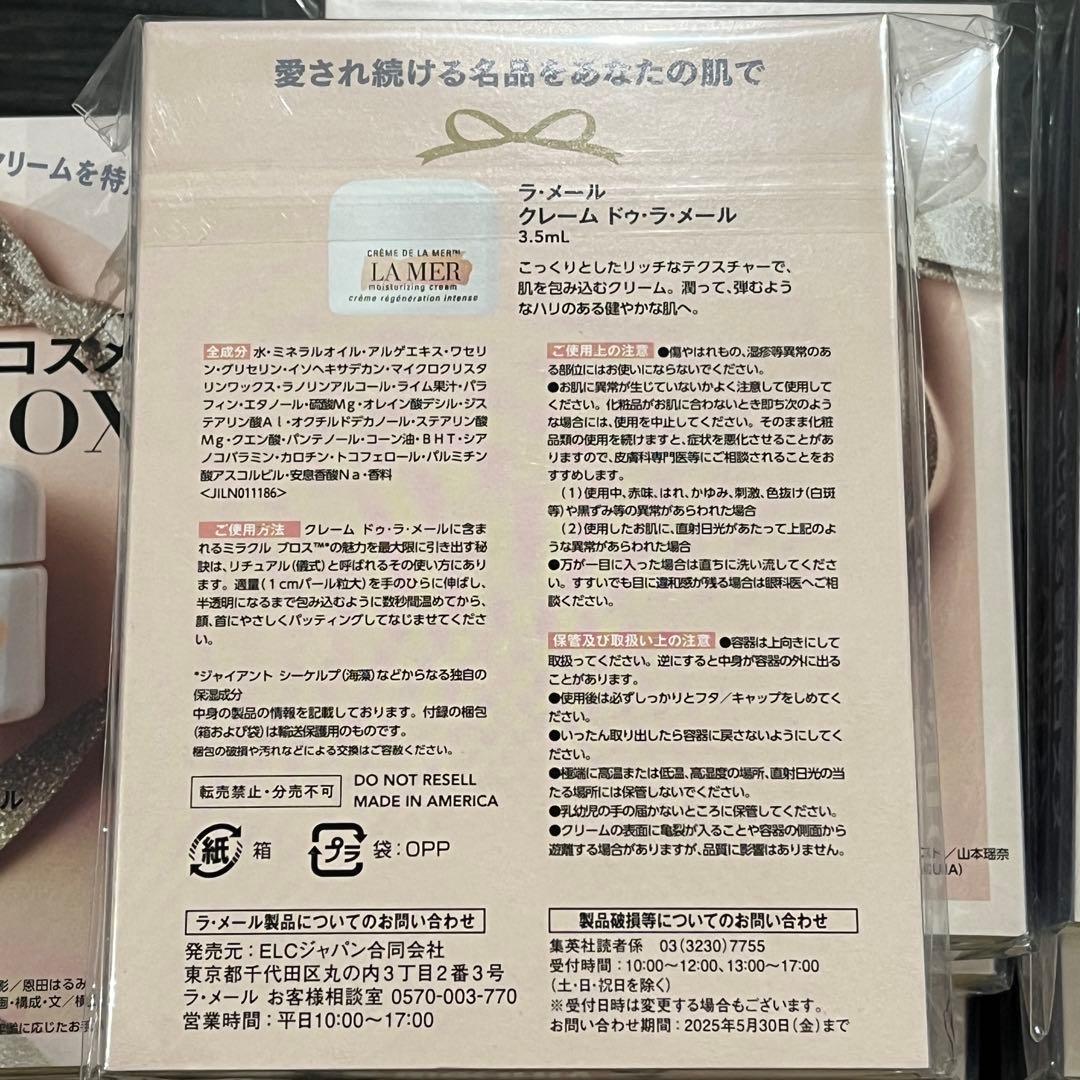 愛され続ける名品をあなたの肌で
ラ・メール
クレーム ドゥ・ラ・メール
3.5mL
CRÈME DE LA MER™
LA MER
moisturizing cream
crème régénération intense
こっくりとしたリッチなテクスチャーで、
肌を包み込むクリーム。潤って、弾むよう
なハリのある健やかな肌へ。
全成分 水・ミネラルオイル・アルゲエキス・ワセリ
ン・グリセリン・イソヘキサデカン・マイクロクリスタ
リンワックス・ラノリンアルコール・ライム果汁・パラ
フィン・エタノール・硫酸Mg・オレイン酸デシル・ジス
テアリン酸Al・オクチルドデカノール・ステアリン酸
Mg・クエン酸・パンテノール・コーン油・BHT・シア
ノコバラミン・カロチン・トコフェロール・パルミチン
酸アスコルビル・安息香酸Na・香料
<JILN011186>
ご使用方法 クレーム ドゥ・ラ・メールに含ま
れるミラクル ブロス™*の魅力を最大限に引き出す秘
訣は、リチュアル(儀式)と呼ばれるその使い方にあり
ます。適量(1cmパール粒大)を手のひらに伸ばし、
半透明になるまで包み込むように数秒間温めてから、
顔、首にやさしくパッティングしてなじませてくださ
い。
*ジャイアント シーケルプ(海藻)などからなる独自の
保湿成分
中身の製品の情報を記載しております。付録の梱包
(箱および袋)は輸送保護用のものです。
梱包の破損や汚れなどによる交換はご容赦ください。
転売禁止・分売不可
DO NOT RESELL
MADE IN AMERICA
紙 箱
プラ 袋:OPP
ラ・メール製品についてのお問い合わせ
発売元:ELCジャパン合同会社
東京都千代田区丸の内3丁目2番3号
ラ・メール お客様相談室 0570-003-770
営業時間:平日10:00〜17:00
ご使用上の注意 ●傷やはれもの、湿疹等異常のあ
る部位にはお使いにならないでください。
●お肌に異常が生じていないかよく注意して使用して
ください。化粧品がお肌に合わないとき即ち次のよう
な場合には、使用を中止してください。そのまま化粧
品類の使用を続けますと、症状を悪化させることがあ
りますので、皮膚科専門医等にご相談されることをお
すすめします。
(1)使用中、赤味、はれ、かゆみ、刺激、色抜け(白斑
等)や黒ずみ等の異常があらわれた場合
(2)使用したお肌に、直射日光があたって上記のよ
うな異常があらわれた場合
●万が一目に入った場合は直ちに洗い流してくださ
い。すすいでも目に違和感が残る場合は眼科医へご相
談ください。
保管及び取扱い上の注意 ●容器は上向きにして
取扱ってください。逆にすると中身が容器の外に出る
ことがあります。
●使用後は必ずしっかりとフタ/キャップをしめてく
ださい。
●いったん取り出したら容器に戻さないようにしてく
ださい。
●極端に高温または低温、高湿度の場所、直射日光の当
たる場所には保管しないでください。
●乳幼児の手の届かないところに保管してください。
●クリームの表面に亀裂が入ることや容器の側面から
遊離する場合がありますが、品質に影響はありません。
製品破損等についてのお問い合わせ
集英社読者係 03(3230)7755
受付時間:10:00〜12:00、13:00〜17:00
(土・日・祝日を除く)
※受付日時は変更する場合もございます。
お問い合わせ期間:2025年5月30日(金)まで
クリームを特
コスメ
OX
ル
影/恩田はるみ
画・構成・文/横
スト/山本瑶奈